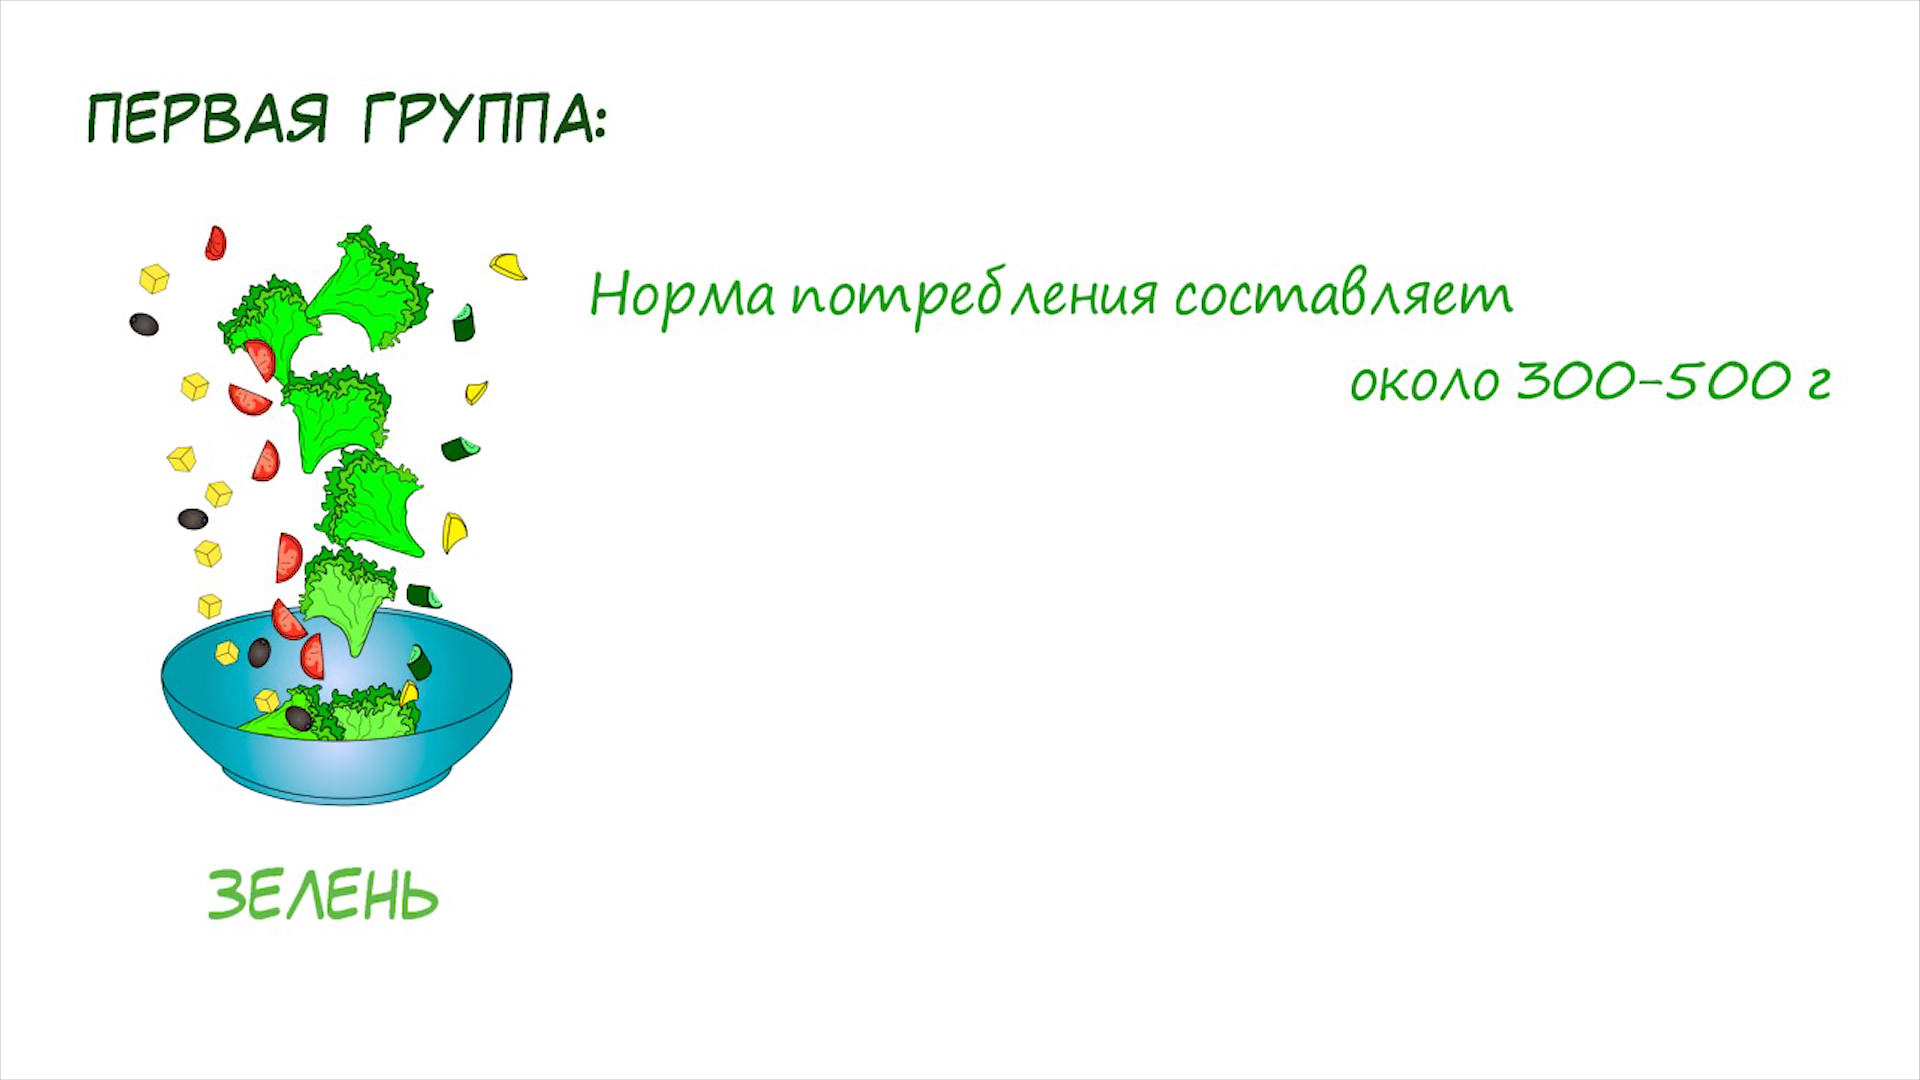 ПЕРВАЯ ГРУППА:
Норма потребления составляет
около 300-500 г
ЗЕЛЕНЬ